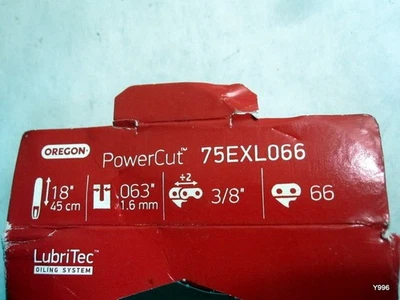 OREGON PowerCut™ 75EXL066
÷2
18" .063" 3/8" 66
45 cm 1.6 mm
LubriTec™
OILING SYSTEM
Y996